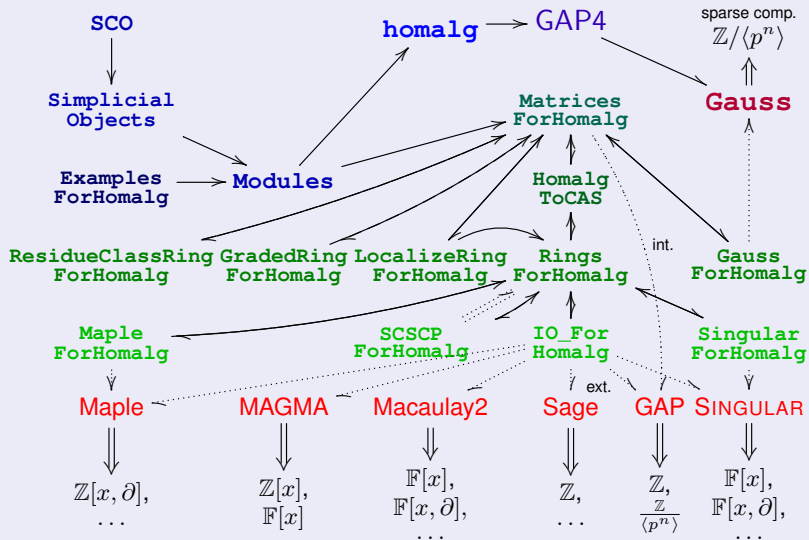 SCO
homalg
GAP4
sparse comp.
ℤ/⟨pⁿ⟩
Simplicial
Objects
Matrices
ForHomalg
Gauss
Examples
ForHomalg
Modules
Homalg
ToCAS
int.
ResidueClassRing
ForHomalg
GradedRing
ForHomalg
LocalizeRing
ForHomalg
Rings
ForHomalg
Gauss
ForHomalg
Maple
ForHomalg
SCSCP
ForHomalg
IO_For
Homalg
Singular
ForHomalg
ext.
Maple
MAGMA
Macaulay2
Sage
GAP
SINGULAR
ℤ[x, ∂],
...
ℤ[x],
𝔽[x]
𝔽[x],
𝔽[x, ∂],
...
ℤ,
...
ℤ,
ℤ
⟨pⁿ⟩
𝔽[x],
𝔽[x, ∂],
...